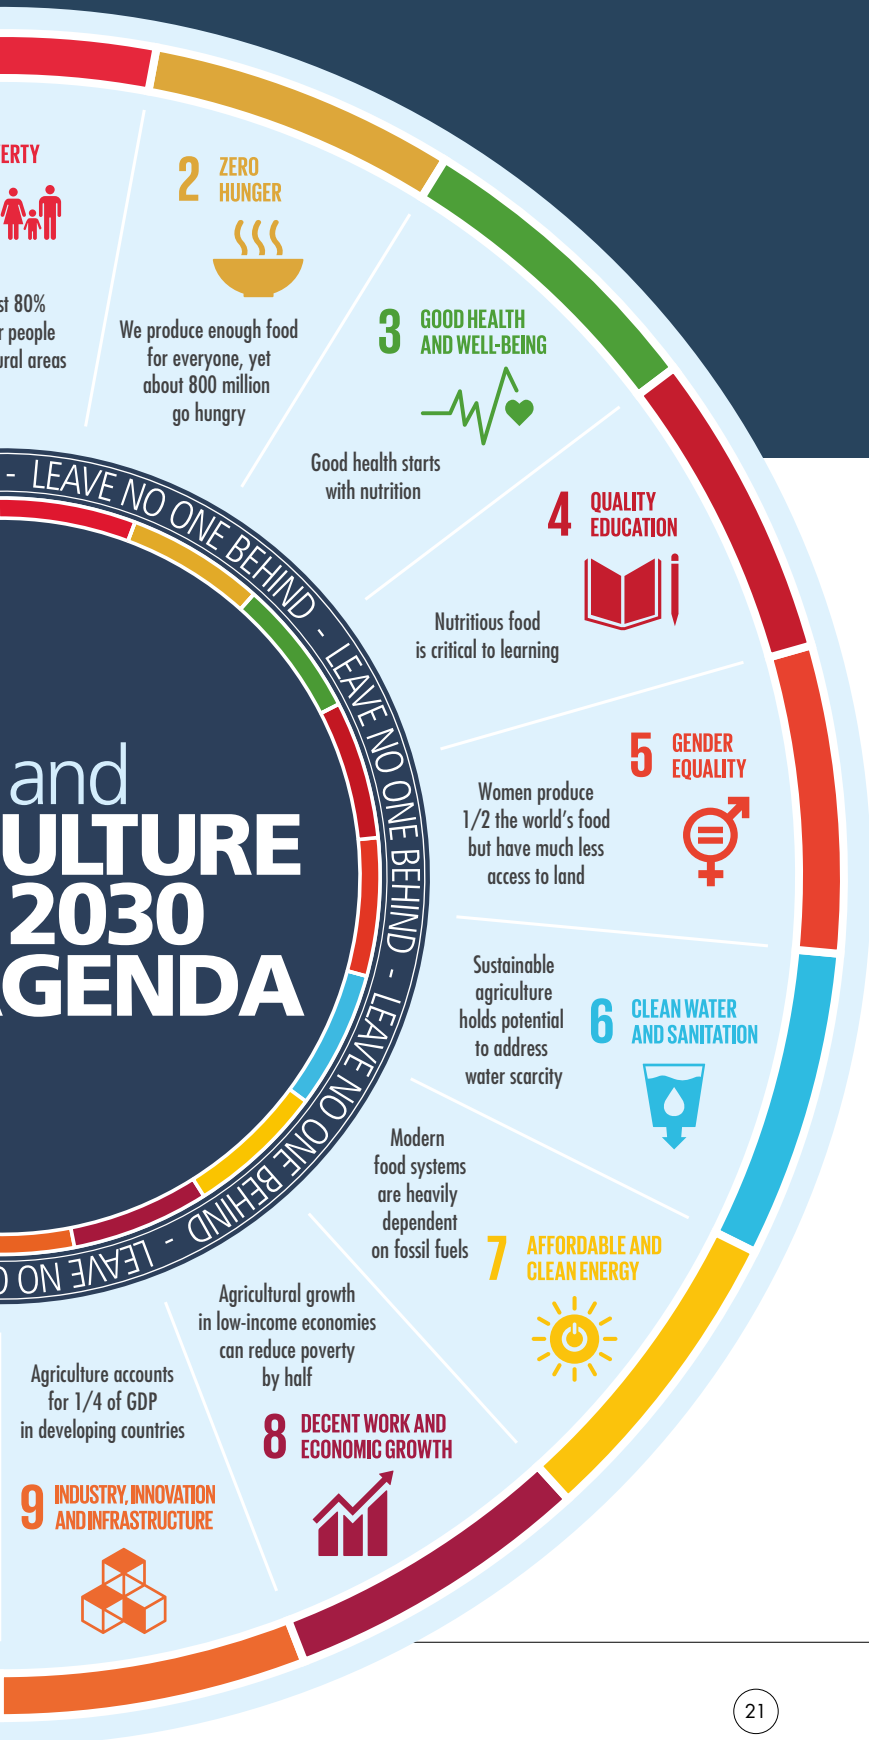 ERTY
st 80%
r people
ural areas
2 ZERO
HUNGER
We produce enough food
for everyone, yet
about 800 million
go hungry
3 GOOD HEALTH
AND WELL-BEING
Good health starts
with nutrition
4 QUALITY
EDUCATION
Nutritious food
is critical to learning
5 GENDER
EQUALITY
Women produce
1/2 the world's food
but have much less
access to land
6 CLEAN WATER
AND SANITATION
Sustainable
agriculture
holds potential
to address
water scarcity
7 AFFORDABLE AND
CLEAN ENERGY
Modern
food systems
are heavily
dependent
on fossil fuels
8 DECENT WORK AND
ECONOMIC GROWTH
Agricultural growth
in low-income economies
can reduce poverty
by half
9 INDUSTRY, INNOVATION
AND INFRASTRUCTURE
Agriculture accounts
for 1/4 of GDP
in developing countries
- LEAVE NO ONE BEHIND - LEAVE NO ONE BEHIND - LEAVE NO ONE BEHIND - LEAVE NO O
and
ULTURE
2030
GENDA
21